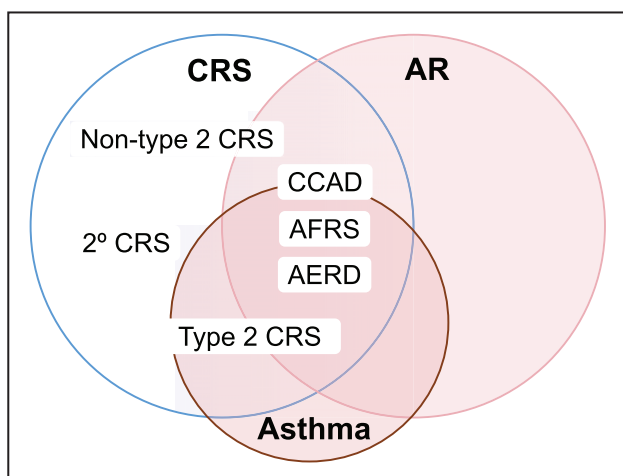 CRS
AR
Non-type 2 CRS
CCAD
AFRS
2º CRS
AERD
Type 2 CRS
Asthma